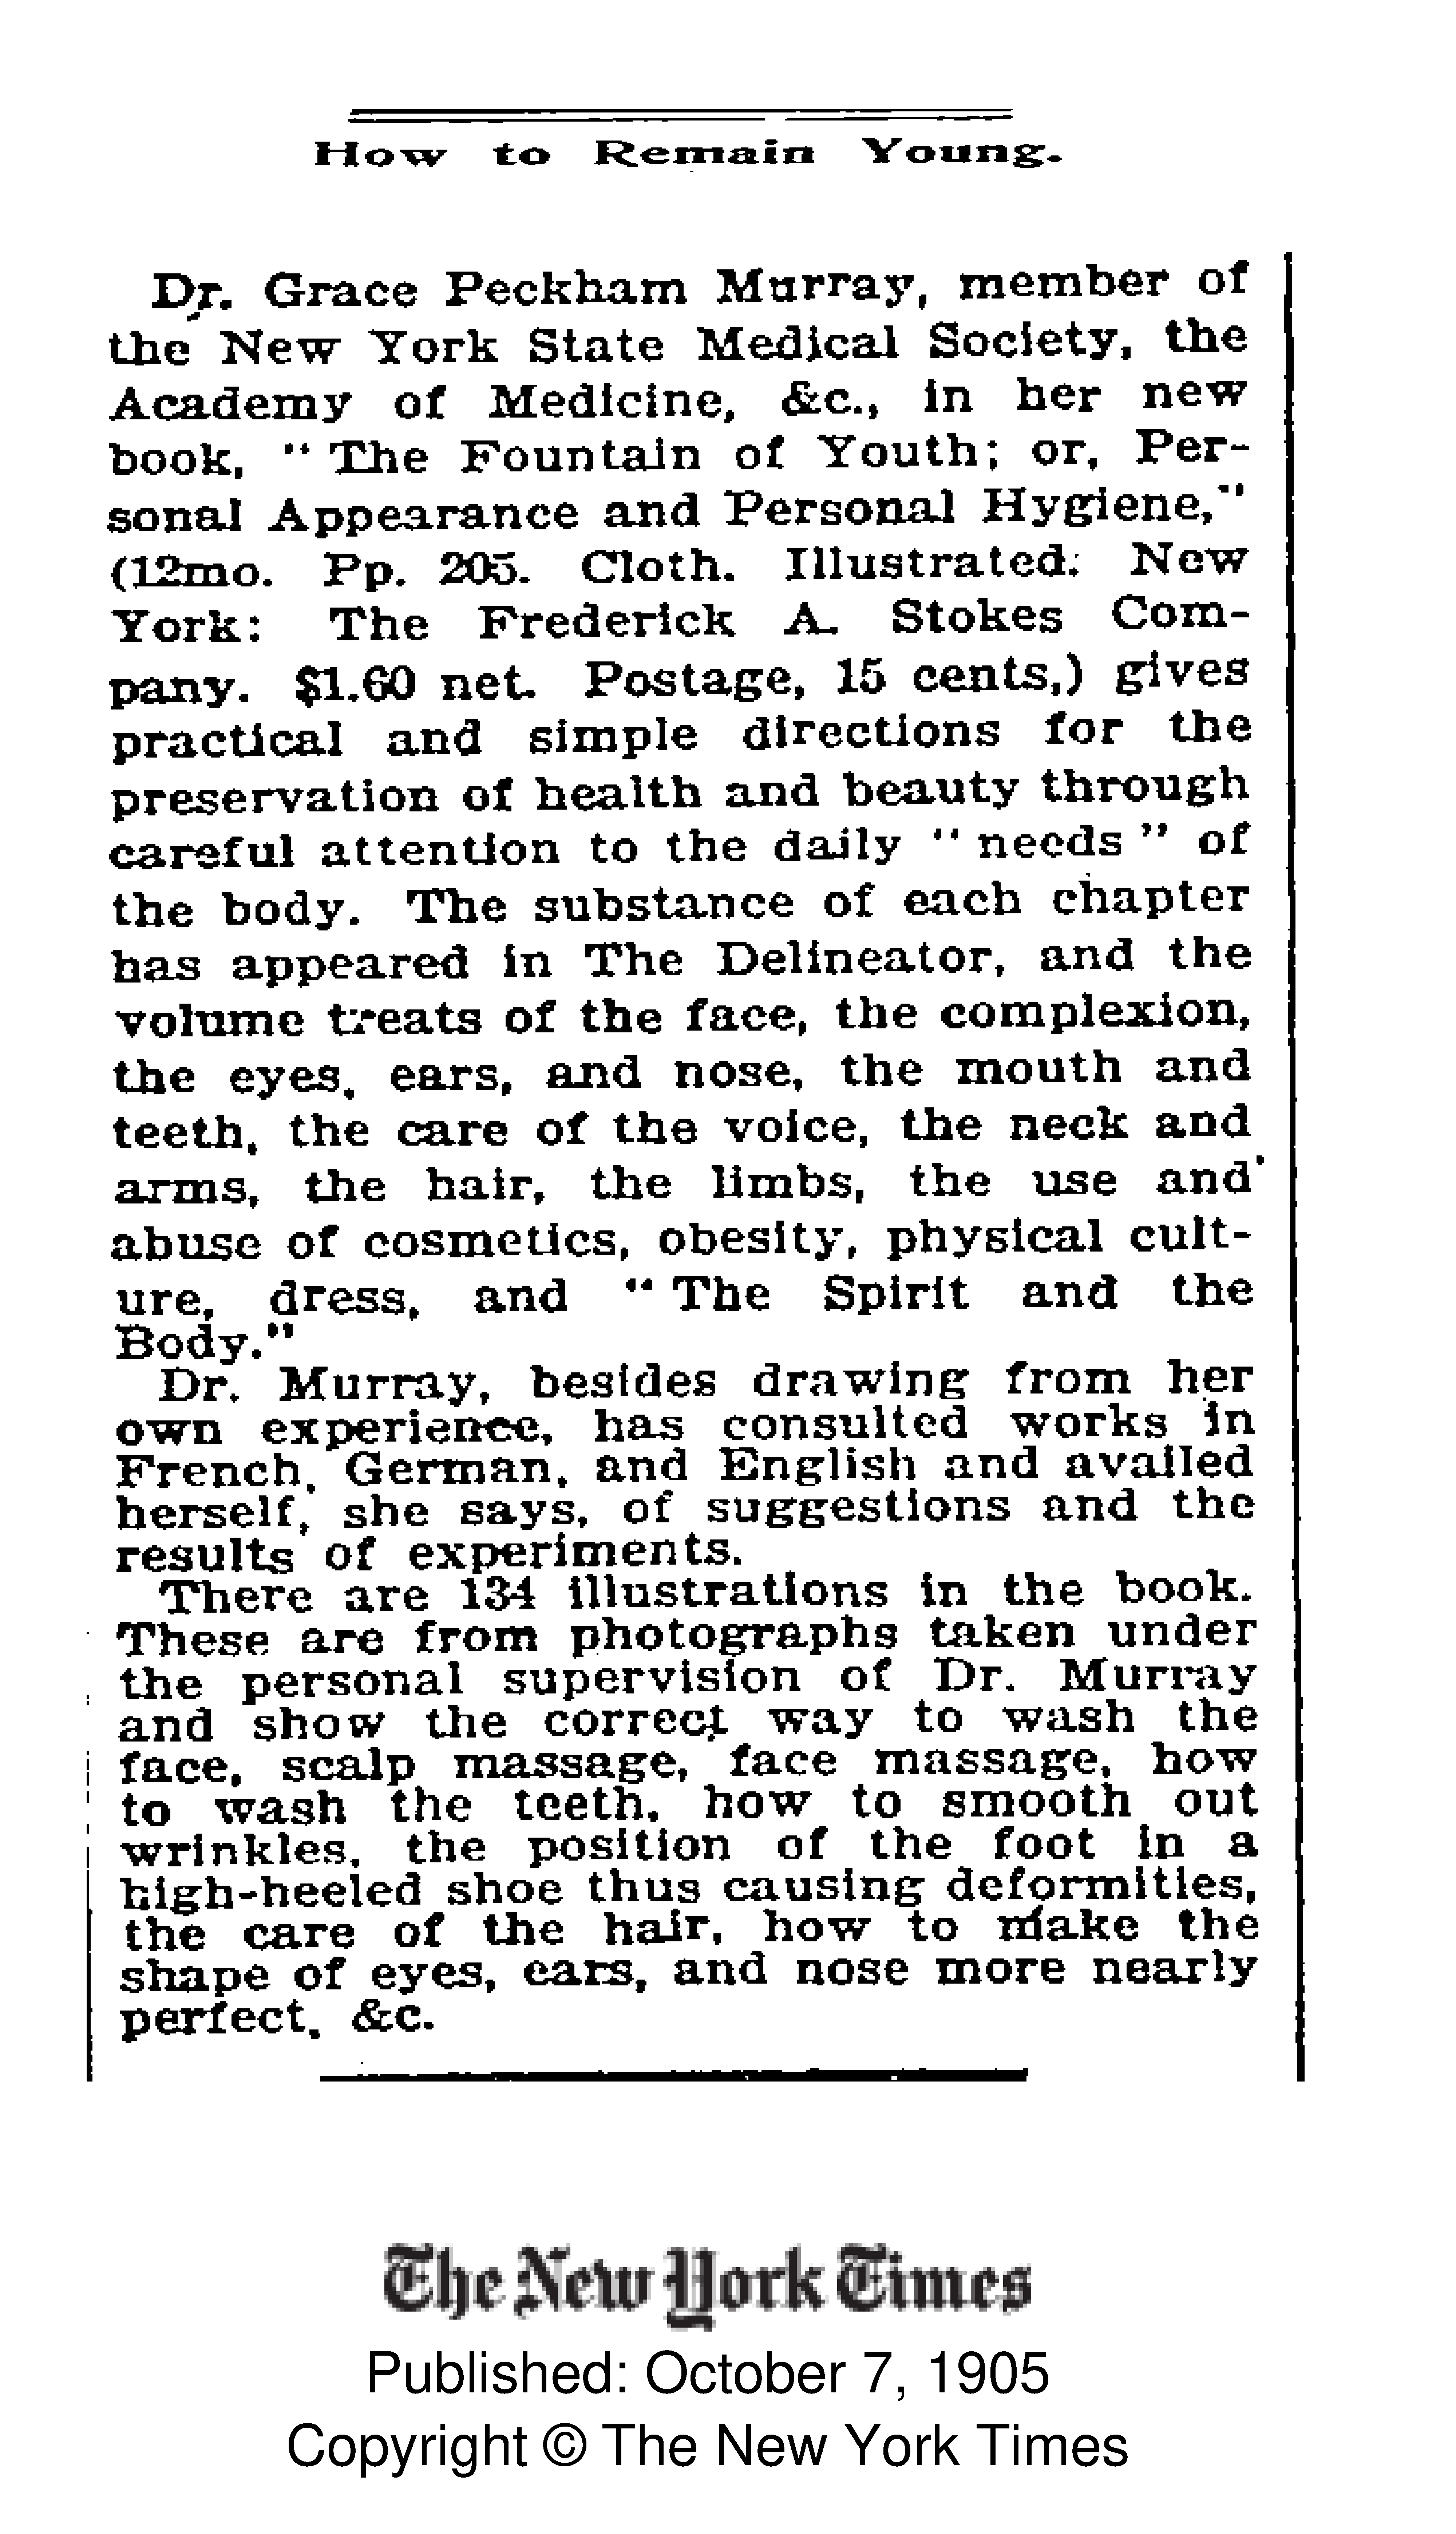 How to Remain Young.
Dr. Grace Peckham Murray, member of
the New York State Medical Society, the
Academy of Medicine, &c., in her new
book, "The Fountain of Youth; or, Per-
sonal Appearance and Personal Hygiene,"
(12mo. Pp. 205. Cloth. Illustrated. New
York: The Frederick A. Stokes Com-
pany. $1.60 net. Postage, 15 cents,) gives
practical and simple directions for the
preservation of health and beauty through
careful attention to the daily "needs" of
the body. The substance of each chapter
has appeared in The Delineator, and the
volume treats of the face, the complexion,
the eyes, ears, and nose, the mouth and
teeth, the care of the voice, the neck and
arms, the hair, the limbs, the use and
abuse of cosmetics, obesity, physical cult-
ure, dress, and "The Spirit and the
Body."
Dr. Murray, besides drawing from her
own experience, has consulted works in
French, German, and English and availed
herself, she says, of suggestions and the
results of experiments.
There are 134 illustrations in the book.
These are from photographs taken under
the personal supervision of Dr. Murray
and show the correct way to wash the
face, scalp massage, face massage, how
to wash the teeth, how to smooth out
wrinkles, the position of the foot in a
high-heeled shoe thus causing deformities,
the care of the hair, how to make the
shape of eyes, ears, and nose more nearly
perfect, &c.
The New York Times
Published: October 7, 1905
Copyright © The New York Times